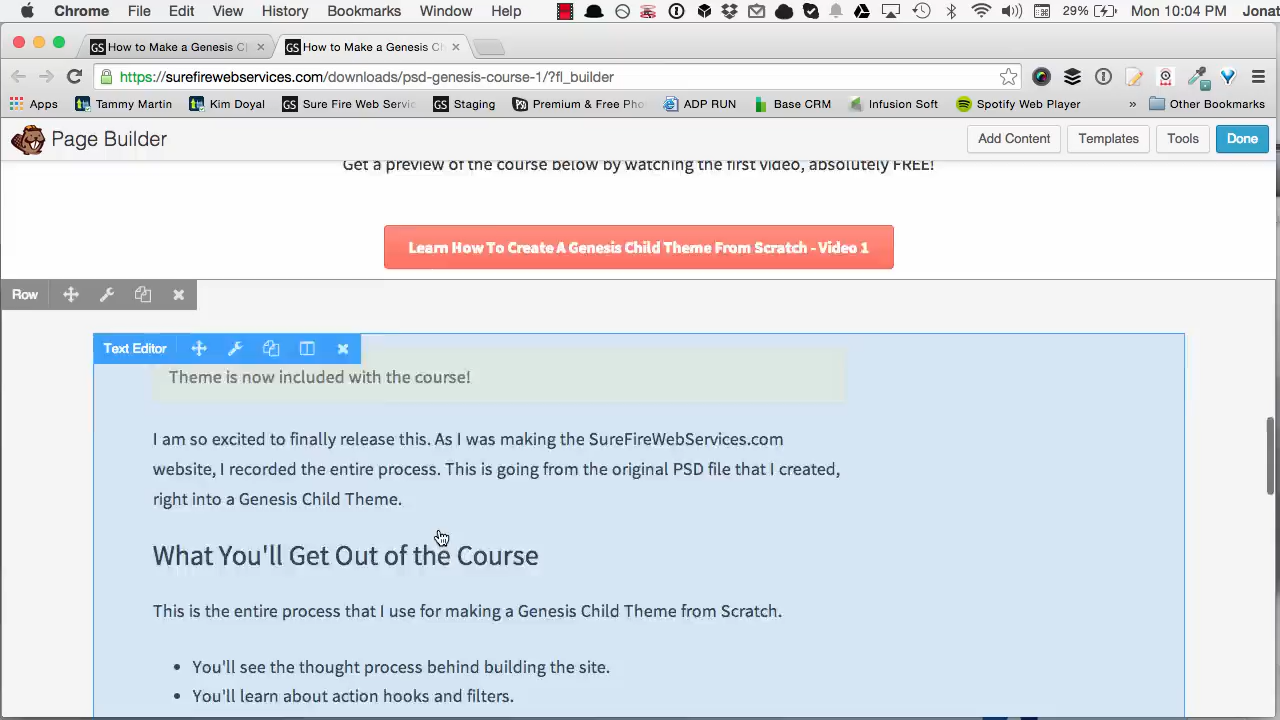 Chrome File Edit View History Bookmarks Window Help 29% Mon 10:04 PM Jonat
GS How to Make a Genesis Cl
GS How to Make a Genesis Ch
https://surefirewebservices.com/downloads/psd-genesis-course-1/?fl_builder
Apps Tammy Martin Kim Doyal GS Sure Fire Web Servic GS Staging Premium & Free Pho ADP RUN Base CRM Infusion Soft Spotify Web Player » Other Bookmarks
Page Builder
Add Content Templates Tools Done
Get a preview of the course below by watching the first video, absolutely FREE!
Learn How To Create A Genesis Child Theme From Scratch - Video 1
Row
Text Editor
Theme is now included with the course!
I am so excited to finally release this. As I was making the SureFireWebServices.com
website, I recorded the entire process. This is going from the original PSD file that I created,
right into a Genesis Child Theme.
What You'll Get Out of the Course
This is the entire process that I use for making a Genesis Child Theme from Scratch.
• You'll see the thought process behind building the site.
• You'll learn about action hooks and filters.